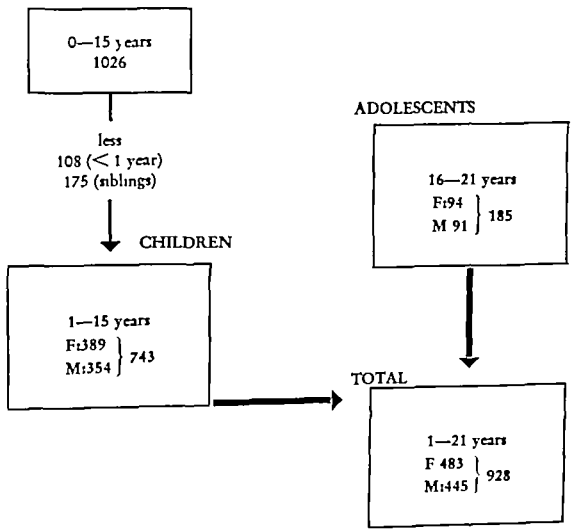 0—15 years
1026
less
108 (< 1 year)
175 (siblings)
CHILDREN
1—15 years
F:389
M:354 } 743
ADOLESCENTS
16—21 years
F:94
M 91 } 185
TOTAL
1—21 years
F 483
M:445 } 928